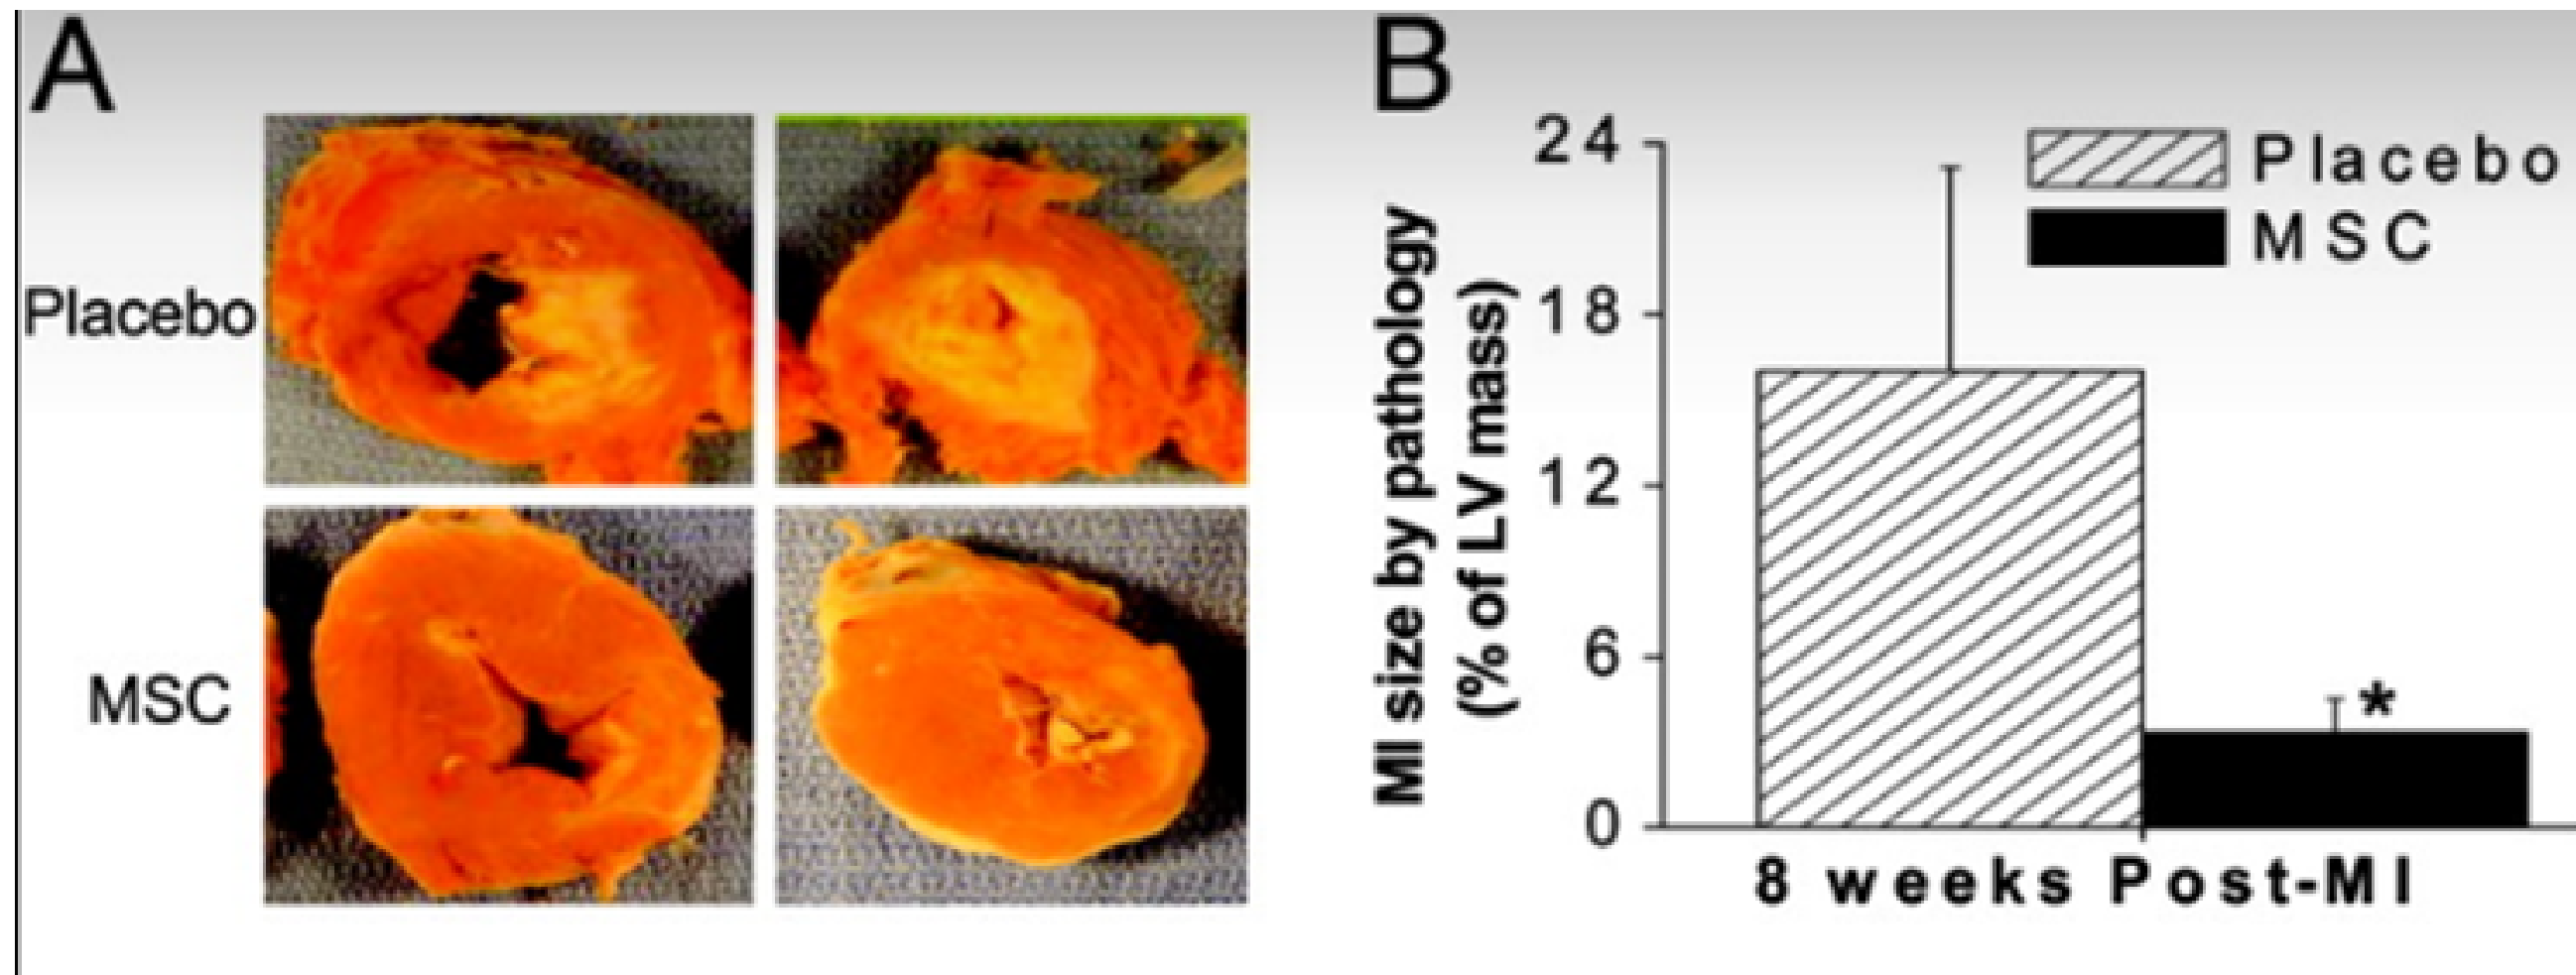 A
Placebo
MSC
B
MI size by pathology
(% of LV mass)
24
18
12
6
0
Placebo
MSC
*
8 weeks Post-MI